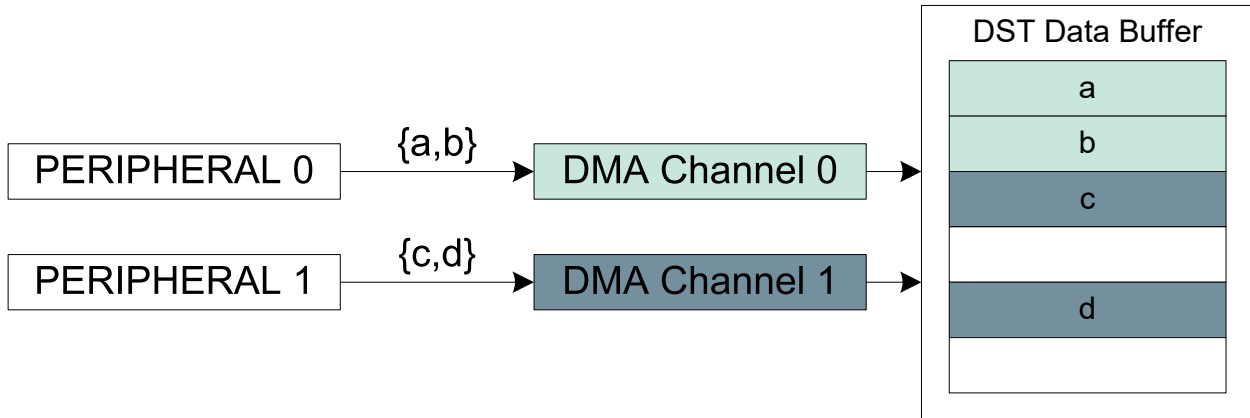 DST Data Buffer
a
{a,b}
b
PERIPHERAL 0
DMA Channel 0
c
{c,d}
PERIPHERAL 1
DMA Channel 1
d